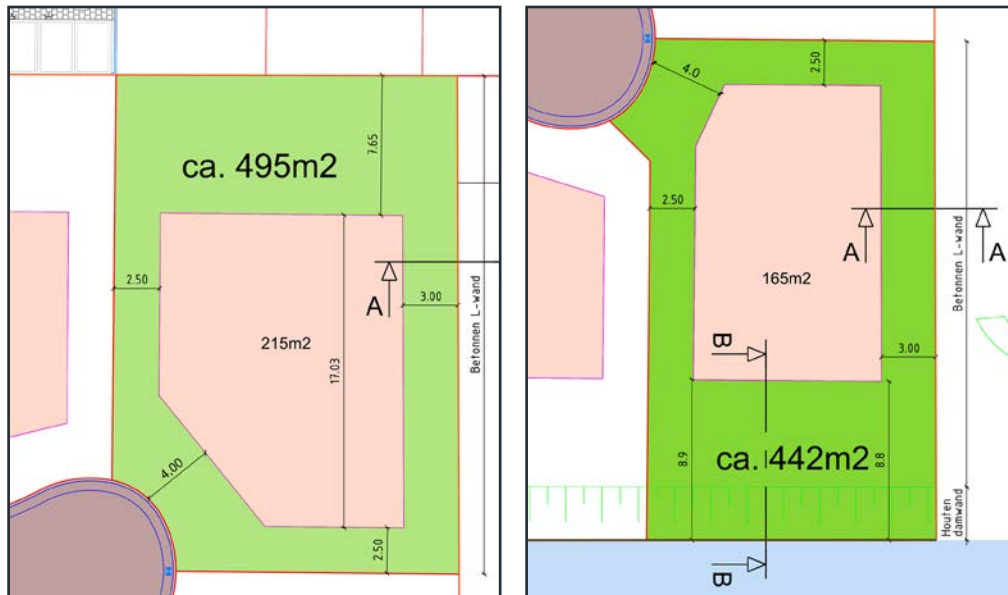 ca. 495m2
7.65
2.50
A
3.00
Betonnen L-wand
215m2
17.03
4.00
2.50
2.50
4.0
2.50
A
A
Betonnen L-wand
165m2
B
3.00
8.9
ca. 442m2
8.8
Houten
damwand
B